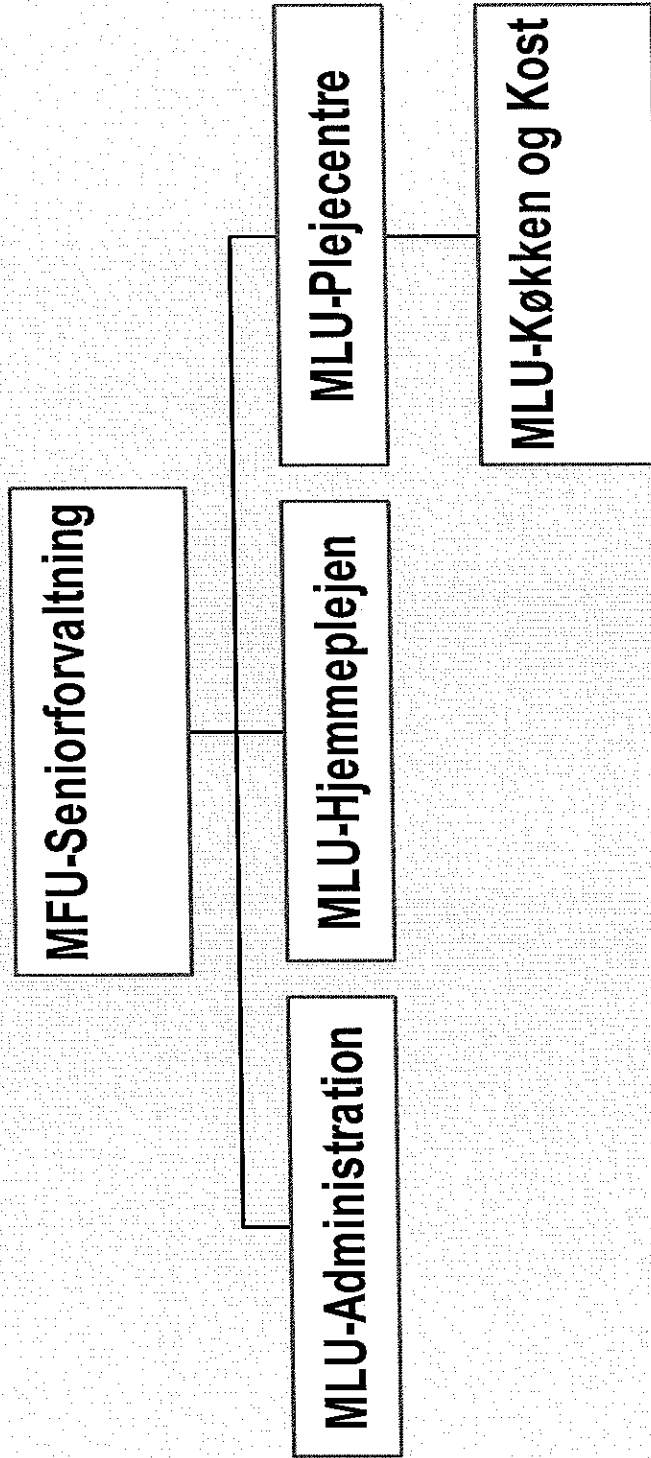 MFU-Seniorforvaltning
MLU-Administration
MLU-Hjemmeplejen
MLU-Plejecentre
MLU-Køkken og Kost